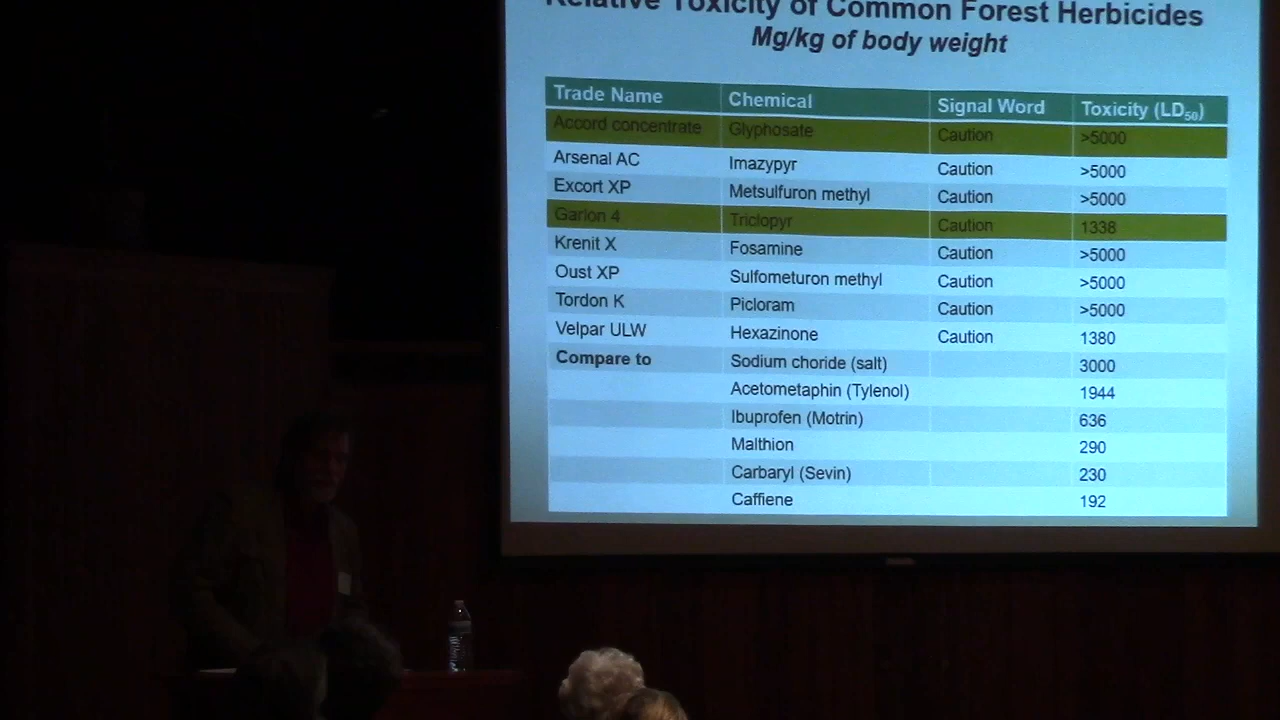 Relative Toxicity of Common Forest Herbicides
Mg/kg of body weight
Trade Name Chemical Signal Word Toxicity (LD50)
Accord concentrate Glyphosate Caution >5000
Arsenal AC Imazypyr Caution >5000
Excort XP Metsulfuron methyl Caution >5000
Garlon 4 Triclopyr Caution 1338
Krenit X Fosamine Caution >5000
Oust XP Sulfometuron methyl Caution >5000
Tordon K Picloram Caution >5000
Velpar ULW Hexazinone Caution 1380
Compare to Sodium choride (salt) 3000
Acetometaphin (Tylenol) 1944
Ibuprofen (Motrin) 636
Malthion 290
Carbaryl (Sevin) 230
Caffiene 192